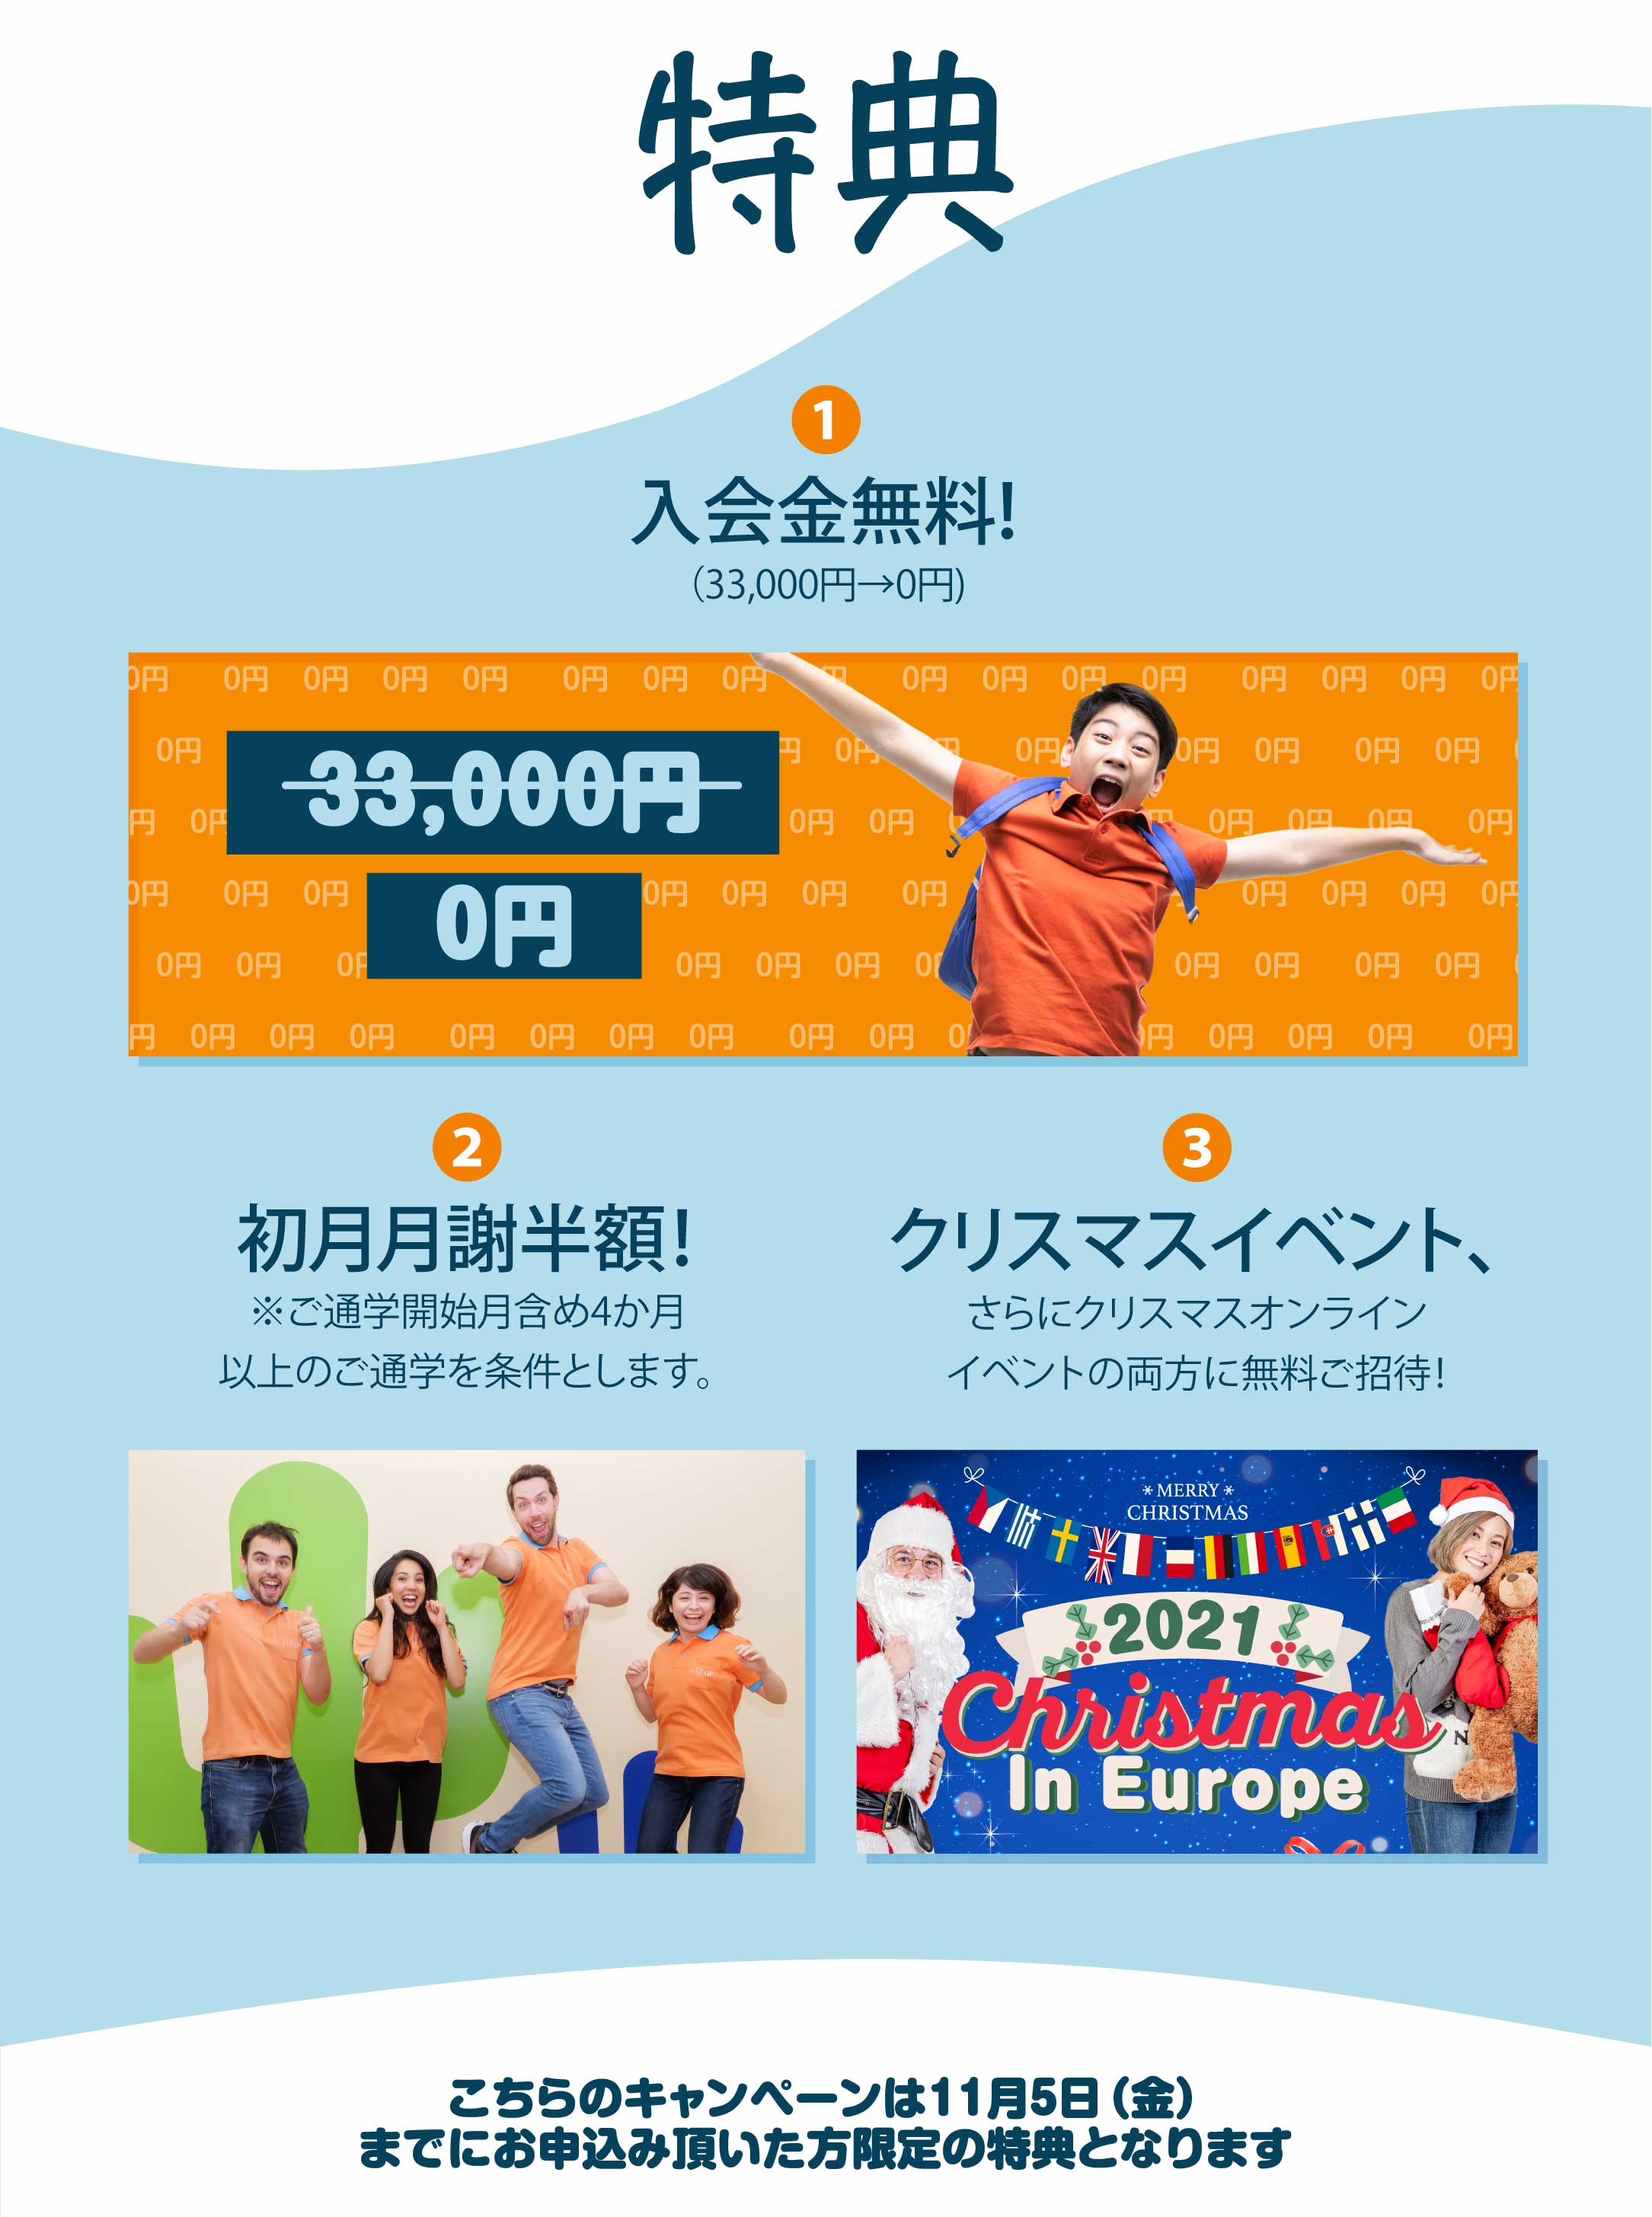 特典
1
入会金無料!
(33,000円→0円)
33,000円
0円
2
初月月謝半額!
※ご通学開始月含め4か月
以上のご通学を条件とします。
3
クリスマスイベント、
さらにクリスマスオンライン
イベントの両方に無料ご招待!
*MERRY*
CHRISTMAS
2021
Christmas
In Europe
こちらのキャンペーンは11月5日(金)
までにお申込み頂いた方限定の特典となります